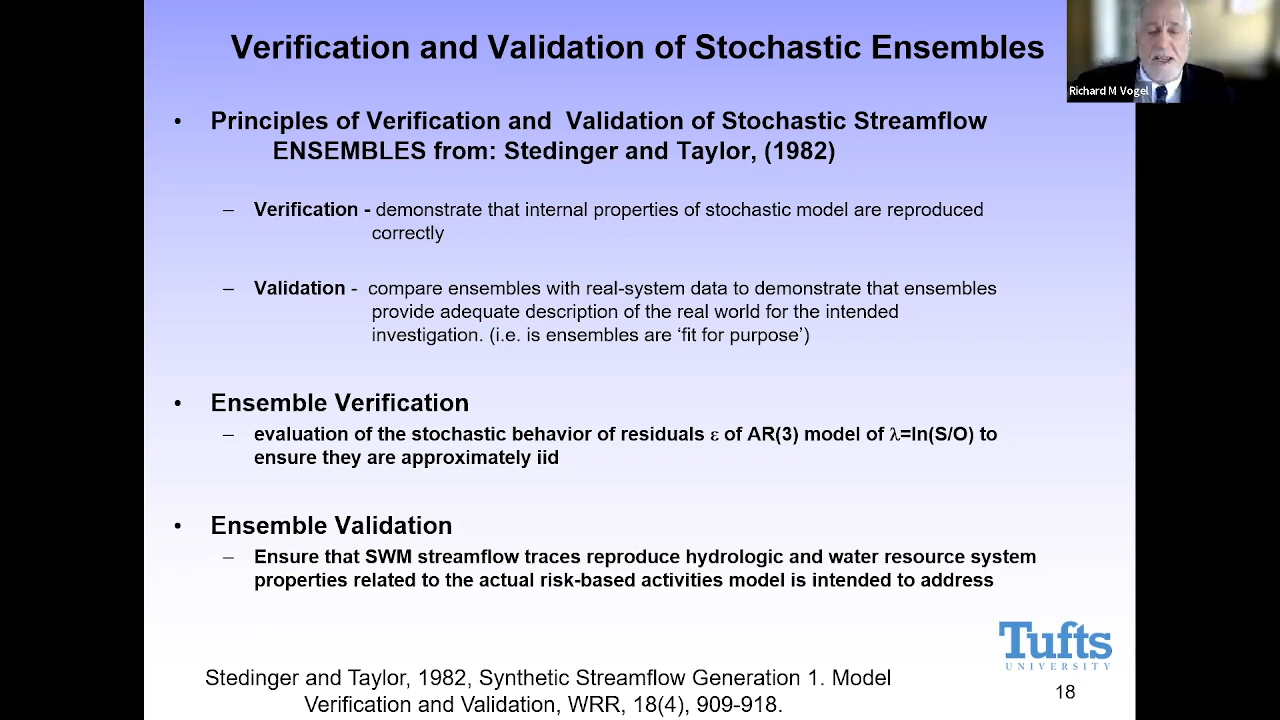 Verification and Validation of Stochastic Ensembles
Richard M Vogel
• Principles of Verification and Validation of Stochastic Streamflow
ENSEMBLES from: Stedinger and Taylor, (1982)
– Verification - demonstrate that internal properties of stochastic model are reproduced
correctly
– Validation - compare ensembles with real-system data to demonstrate that ensembles
provide adequate description of the real world for the intended
investigation. (i.e. is ensembles are ‘fit for purpose’)
• Ensemble Verification
– evaluation of the stochastic behavior of residuals ε of AR(3) model of λ=ln(S/O) to
ensure they are approximately iid
• Ensemble Validation
– Ensure that SWM streamflow traces reproduce hydrologic and water resource system
properties related to the actual risk-based activities model is intended to address
Tufts
UNIVERSITY
Stedinger and Taylor, 1982, Synthetic Streamflow Generation 1. Model
Verification and Validation, WRR, 18(4), 909-918.
18